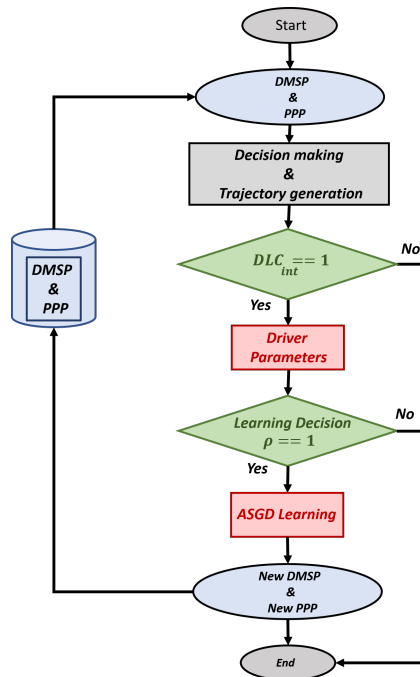 Start
DMSP
&
PPP
Decision making
&
Trajectory generation
DLC_int == 1
No
Yes
DMSP
&
PPP
Driver
Parameters
Learning Decision
ρ == 1
No
Yes
ASGD Learning
New DMSP
&
New PPP
End